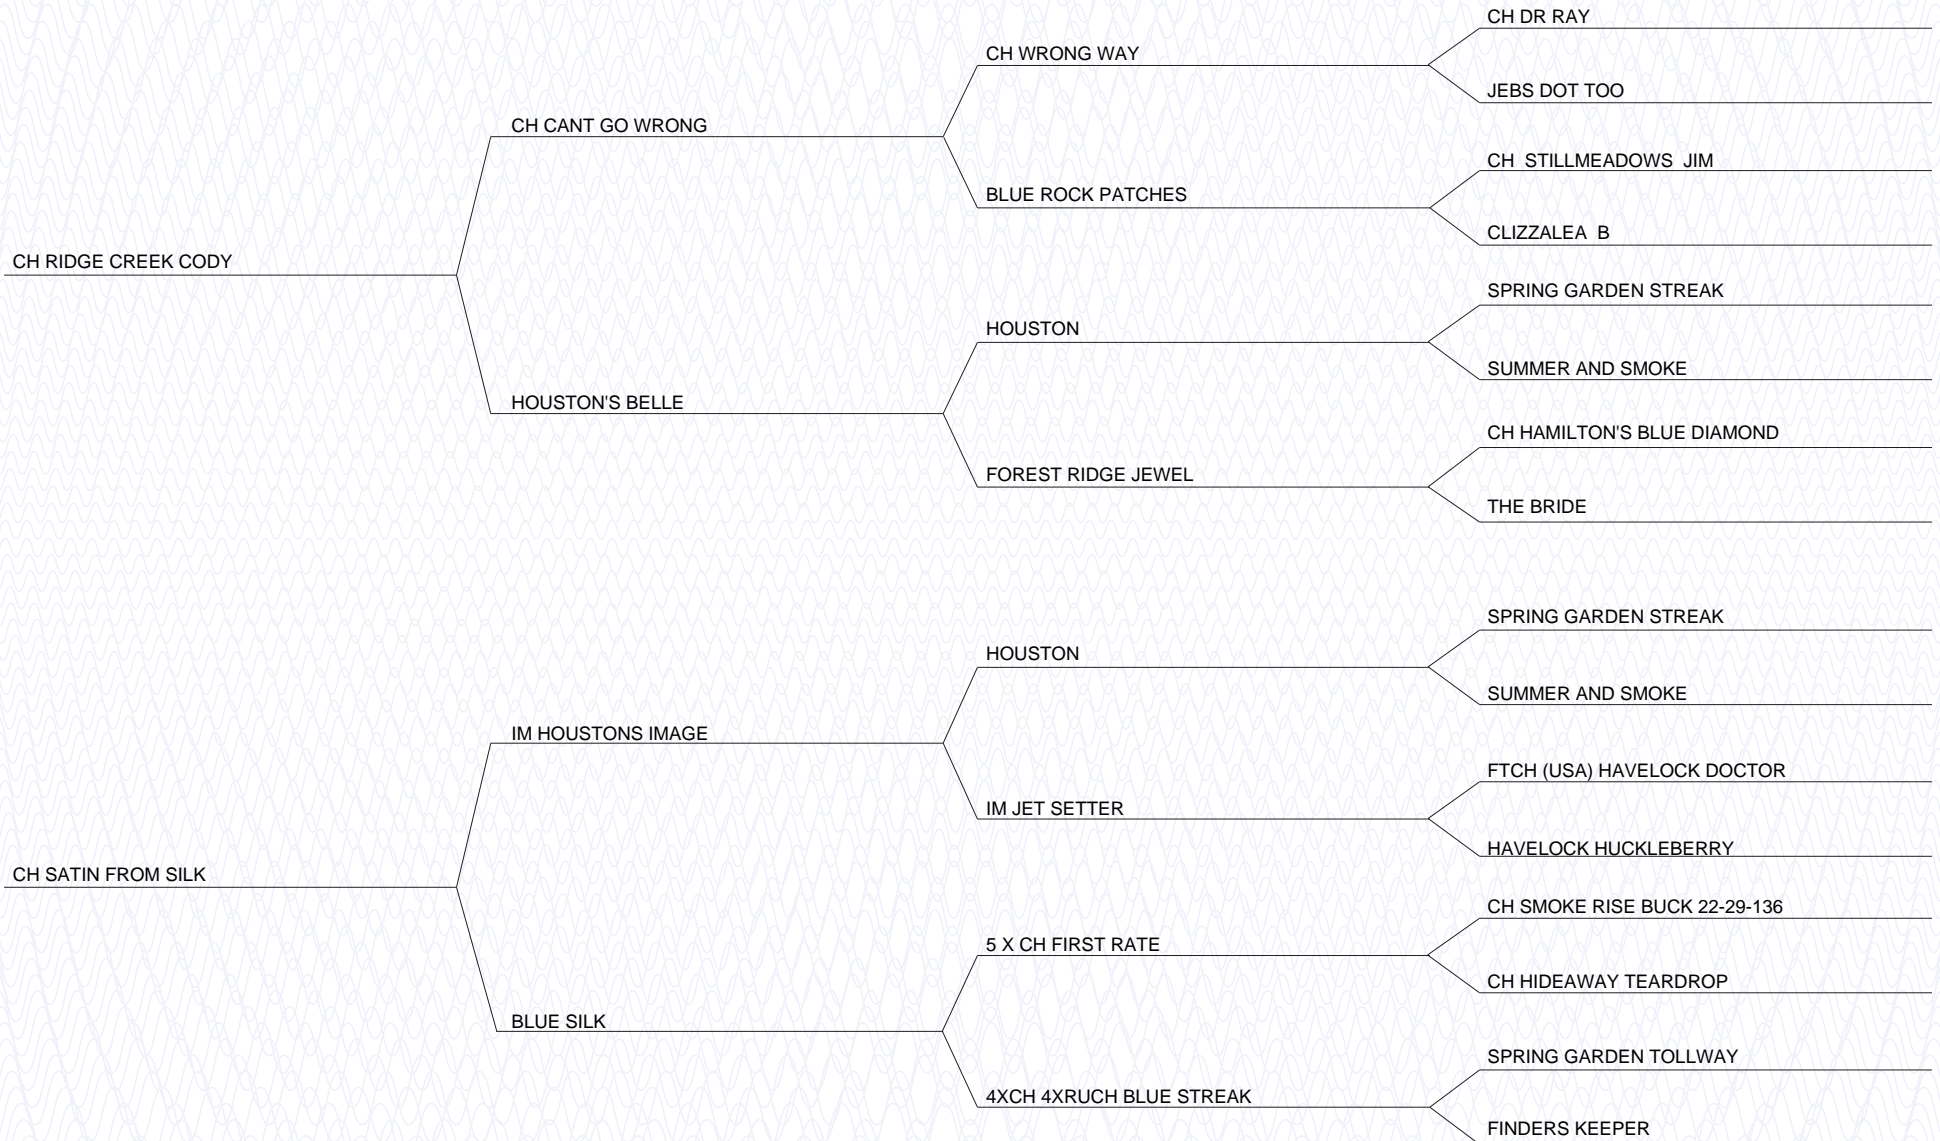 CH RIDGE CREEK CODY
CH CANT GO WRONG
CH WRONG WAY
CH DR RAY
JEBS DOT TOO
BLUE ROCK PATCHES
CH  STILLMEADOWS  JIM
CLIZZALEA  B
HOUSTON'S BELLE
HOUSTON
SPRING GARDEN STREAK
SUMMER AND SMOKE
FOREST RIDGE JEWEL
CH HAMILTON'S BLUE DIAMOND
THE BRIDE
CH SATIN FROM SILK
IM HOUSTONS IMAGE
HOUSTON
SPRING GARDEN STREAK
SUMMER AND SMOKE
IM JET SETTER
FTCH (USA) HAVELOCK DOCTOR
HAVELOCK HUCKLEBERRY
BLUE SILK
5 X CH FIRST RATE
CH SMOKE RISE BUCK 22-29-136
CH HIDEAWAY TEARDROP
4XCH 4XRUCH BLUE STREAK
SPRING GARDEN TOLLWAY
FINDERS KEEPER